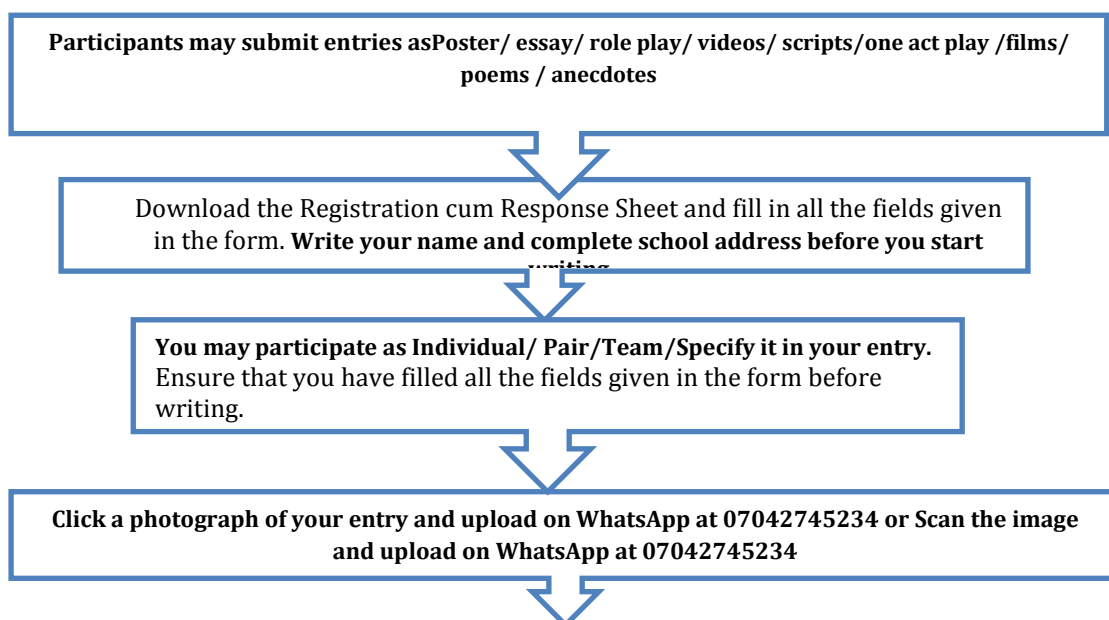 Participants may submit entries asPoster/ essay/ role play/ videos/ scripts/one act play /films/
poems / anecdotes
Download the Registration cum Response Sheet and fill in all the fields given
in the form. Write your name and complete school address before you start
writing
You may participate as Individual/ Pair/Team/Specify it in your entry.
Ensure that you have filled all the fields given in the form before
writing.
Click a photograph of your entry and upload on WhatsApp at 07042745234 or Scan the image
and upload on WhatsApp at 07042745234